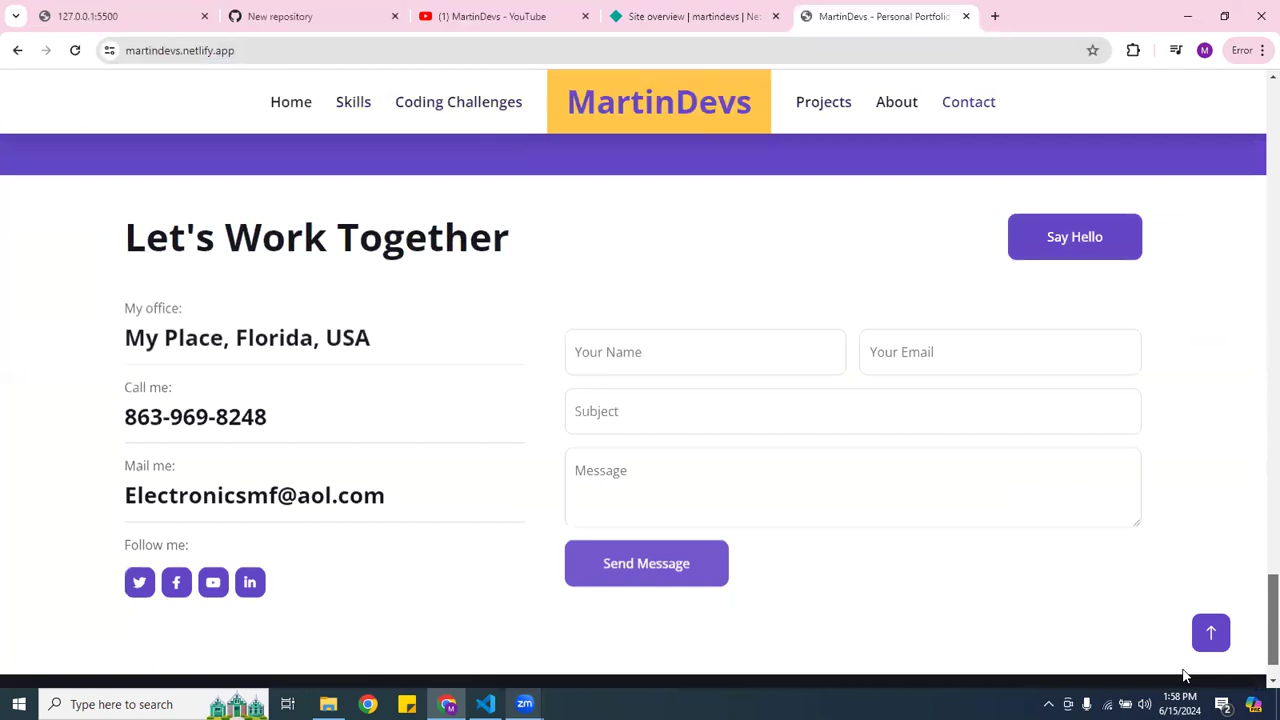 127.0.0.1:5500
New repository
(1) MartinDevs - YouTube
Site overview | martindevs | Net
MartinDevs - Personal Portfolio
martindevs.netlify.app
M
Error
Home
Skills
Coding Challenges
MartinDevs
Projects
About
Contact
Let's Work Together
Say Hello
My office:
My Place, Florida, USA
Call me:
863-969-8248
Mail me:
Electronicsmf@aol.com
Follow me:
Your Name
Your Email
Subject
Message
Send Message
Type here to search
zm
1:58 PM
6/15/2024
2